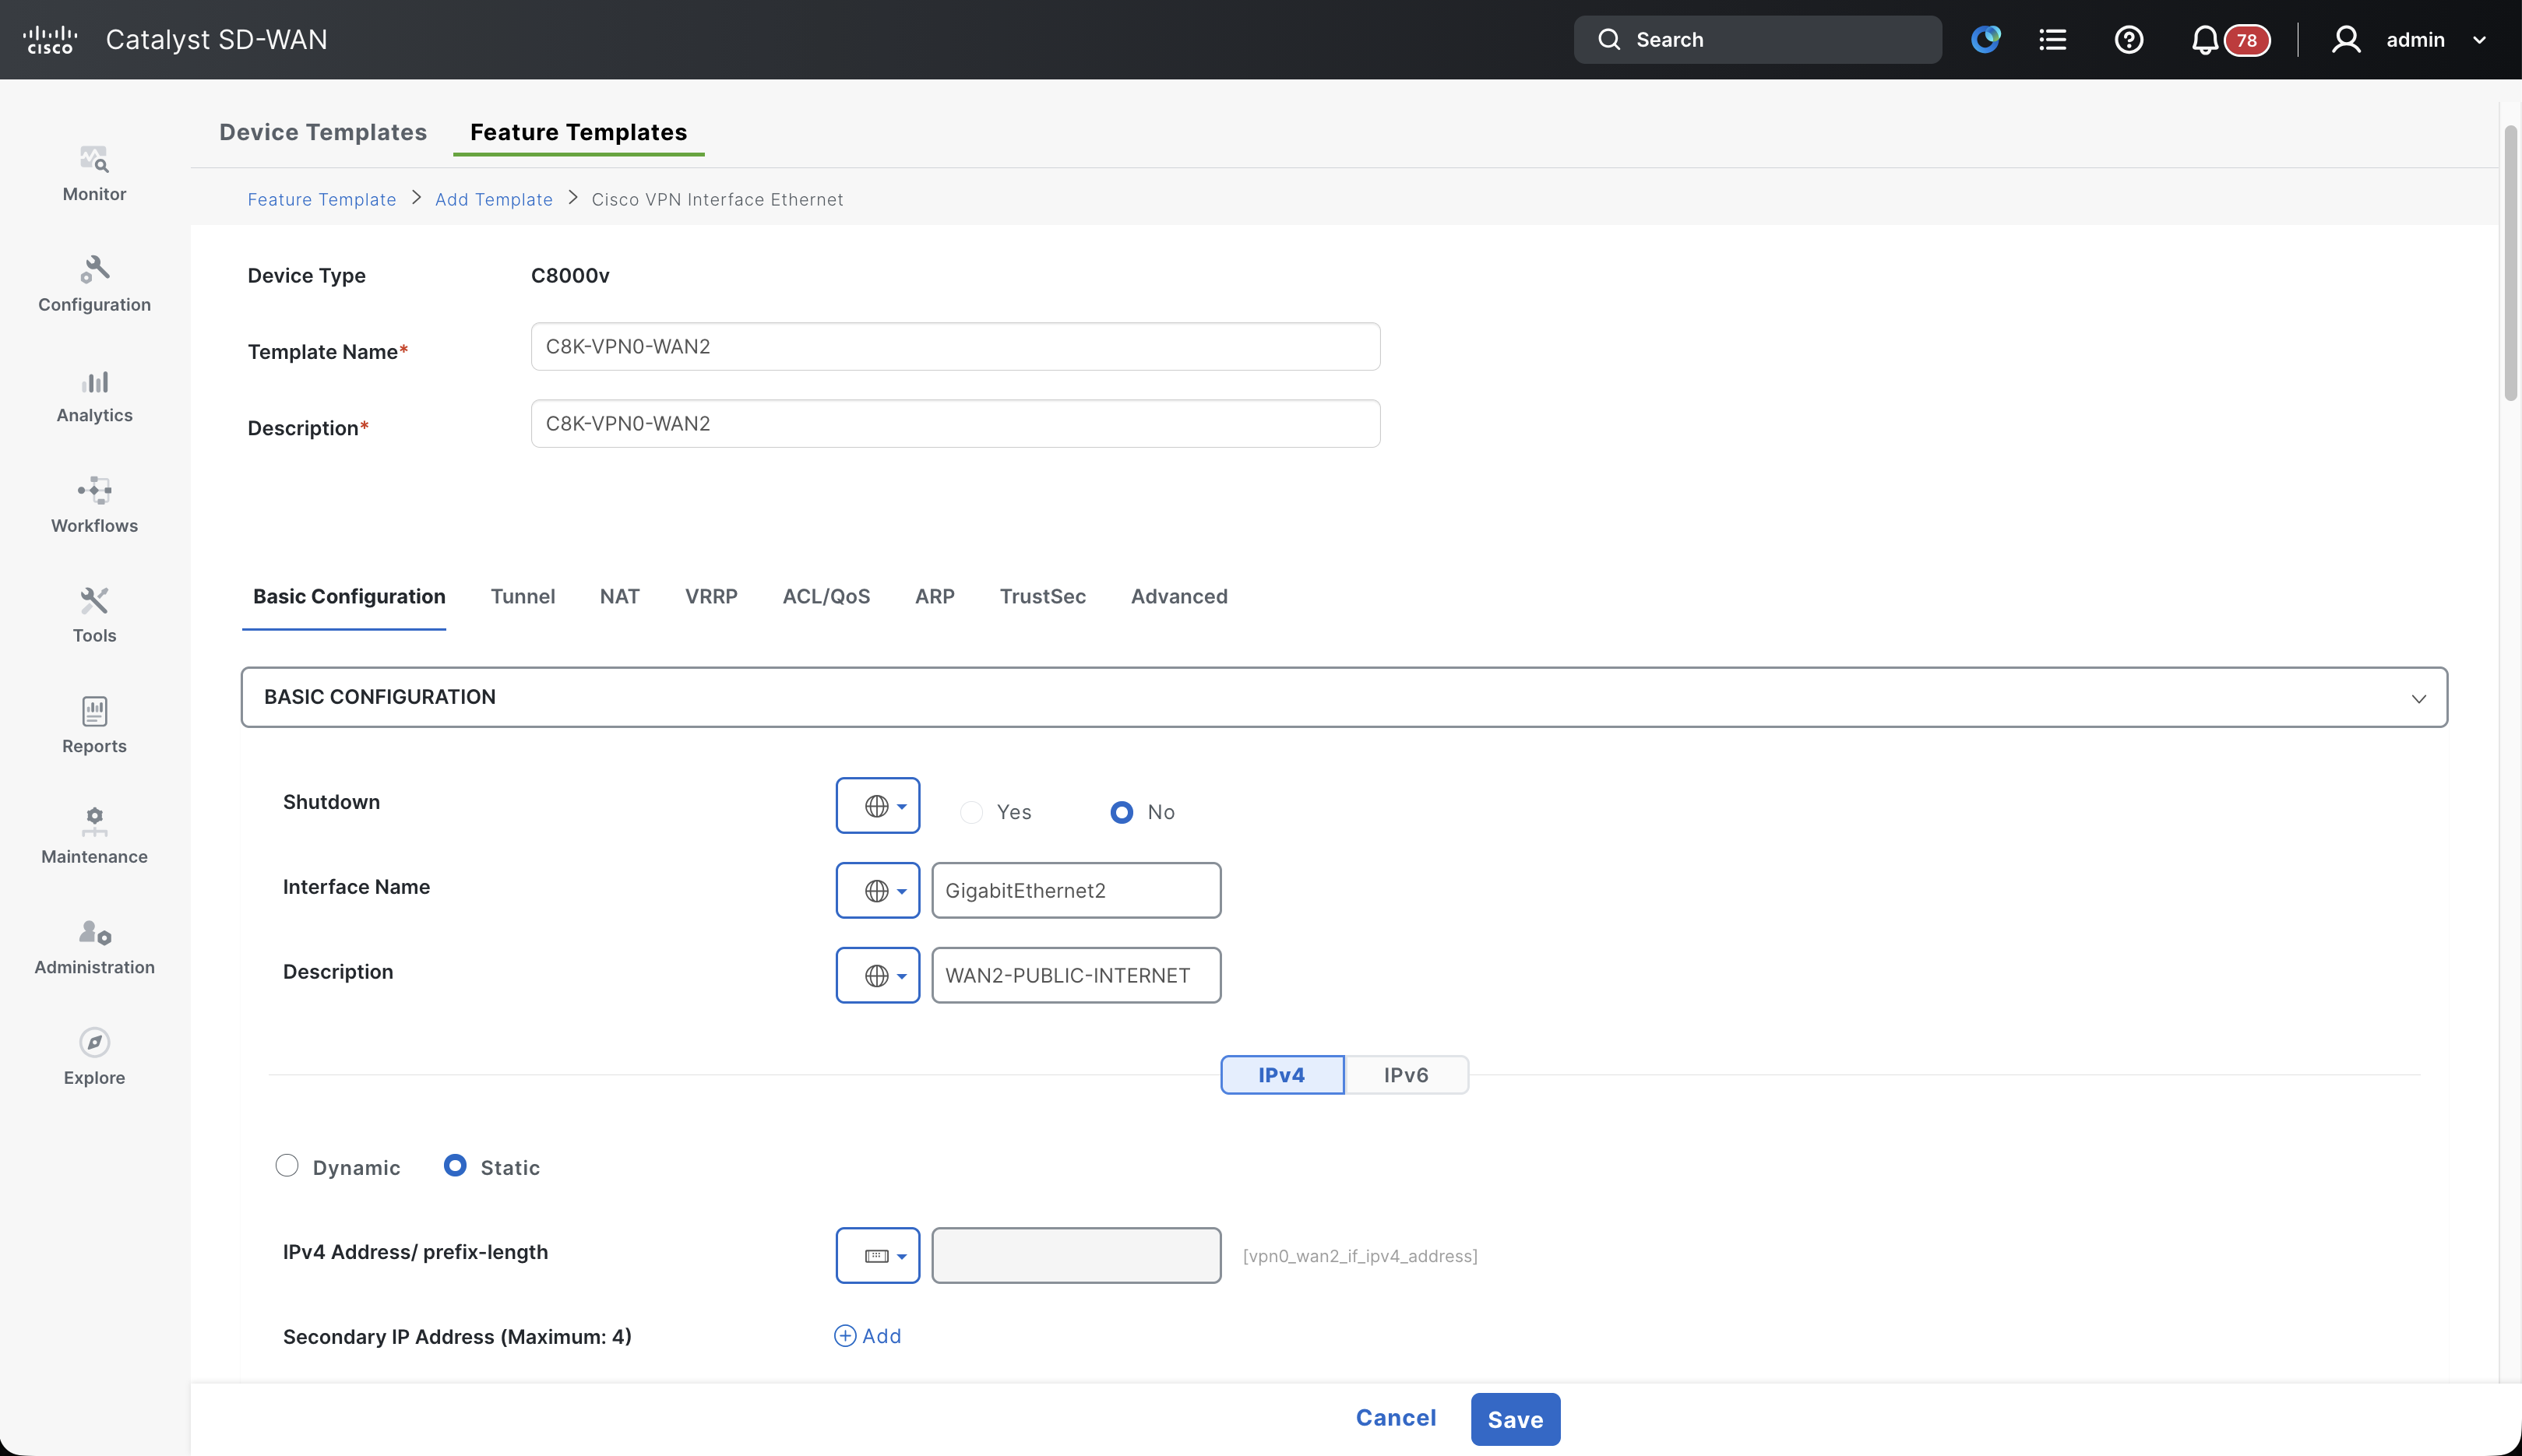 cisco
Catalyst SD-WAN
Search
78
admin
Monitor
Configuration
Analytics
Workflows
Tools
Reports
Maintenance
Administration
Explore
Device Templates
Feature Templates
Feature Template > Add Template > Cisco VPN Interface Ethernet
Device Type C8000v
Template Name* C8K-VPN0-WAN2
Description* C8K-VPN0-WAN2
Basic Configuration Tunnel NAT VRRP ACL/QoS ARP TrustSec Advanced
BASIC CONFIGURATION
Shutdown Yes No
Interface Name GigabitEthernet2
Description WAN2-PUBLIC-INTERNET
IPv4 IPv6
Dynamic Static
IPv4 Address/ prefix-length [vpn0_wan2_if_ipv4_address]
Secondary IP Address (Maximum: 4) Add
Cancel Save